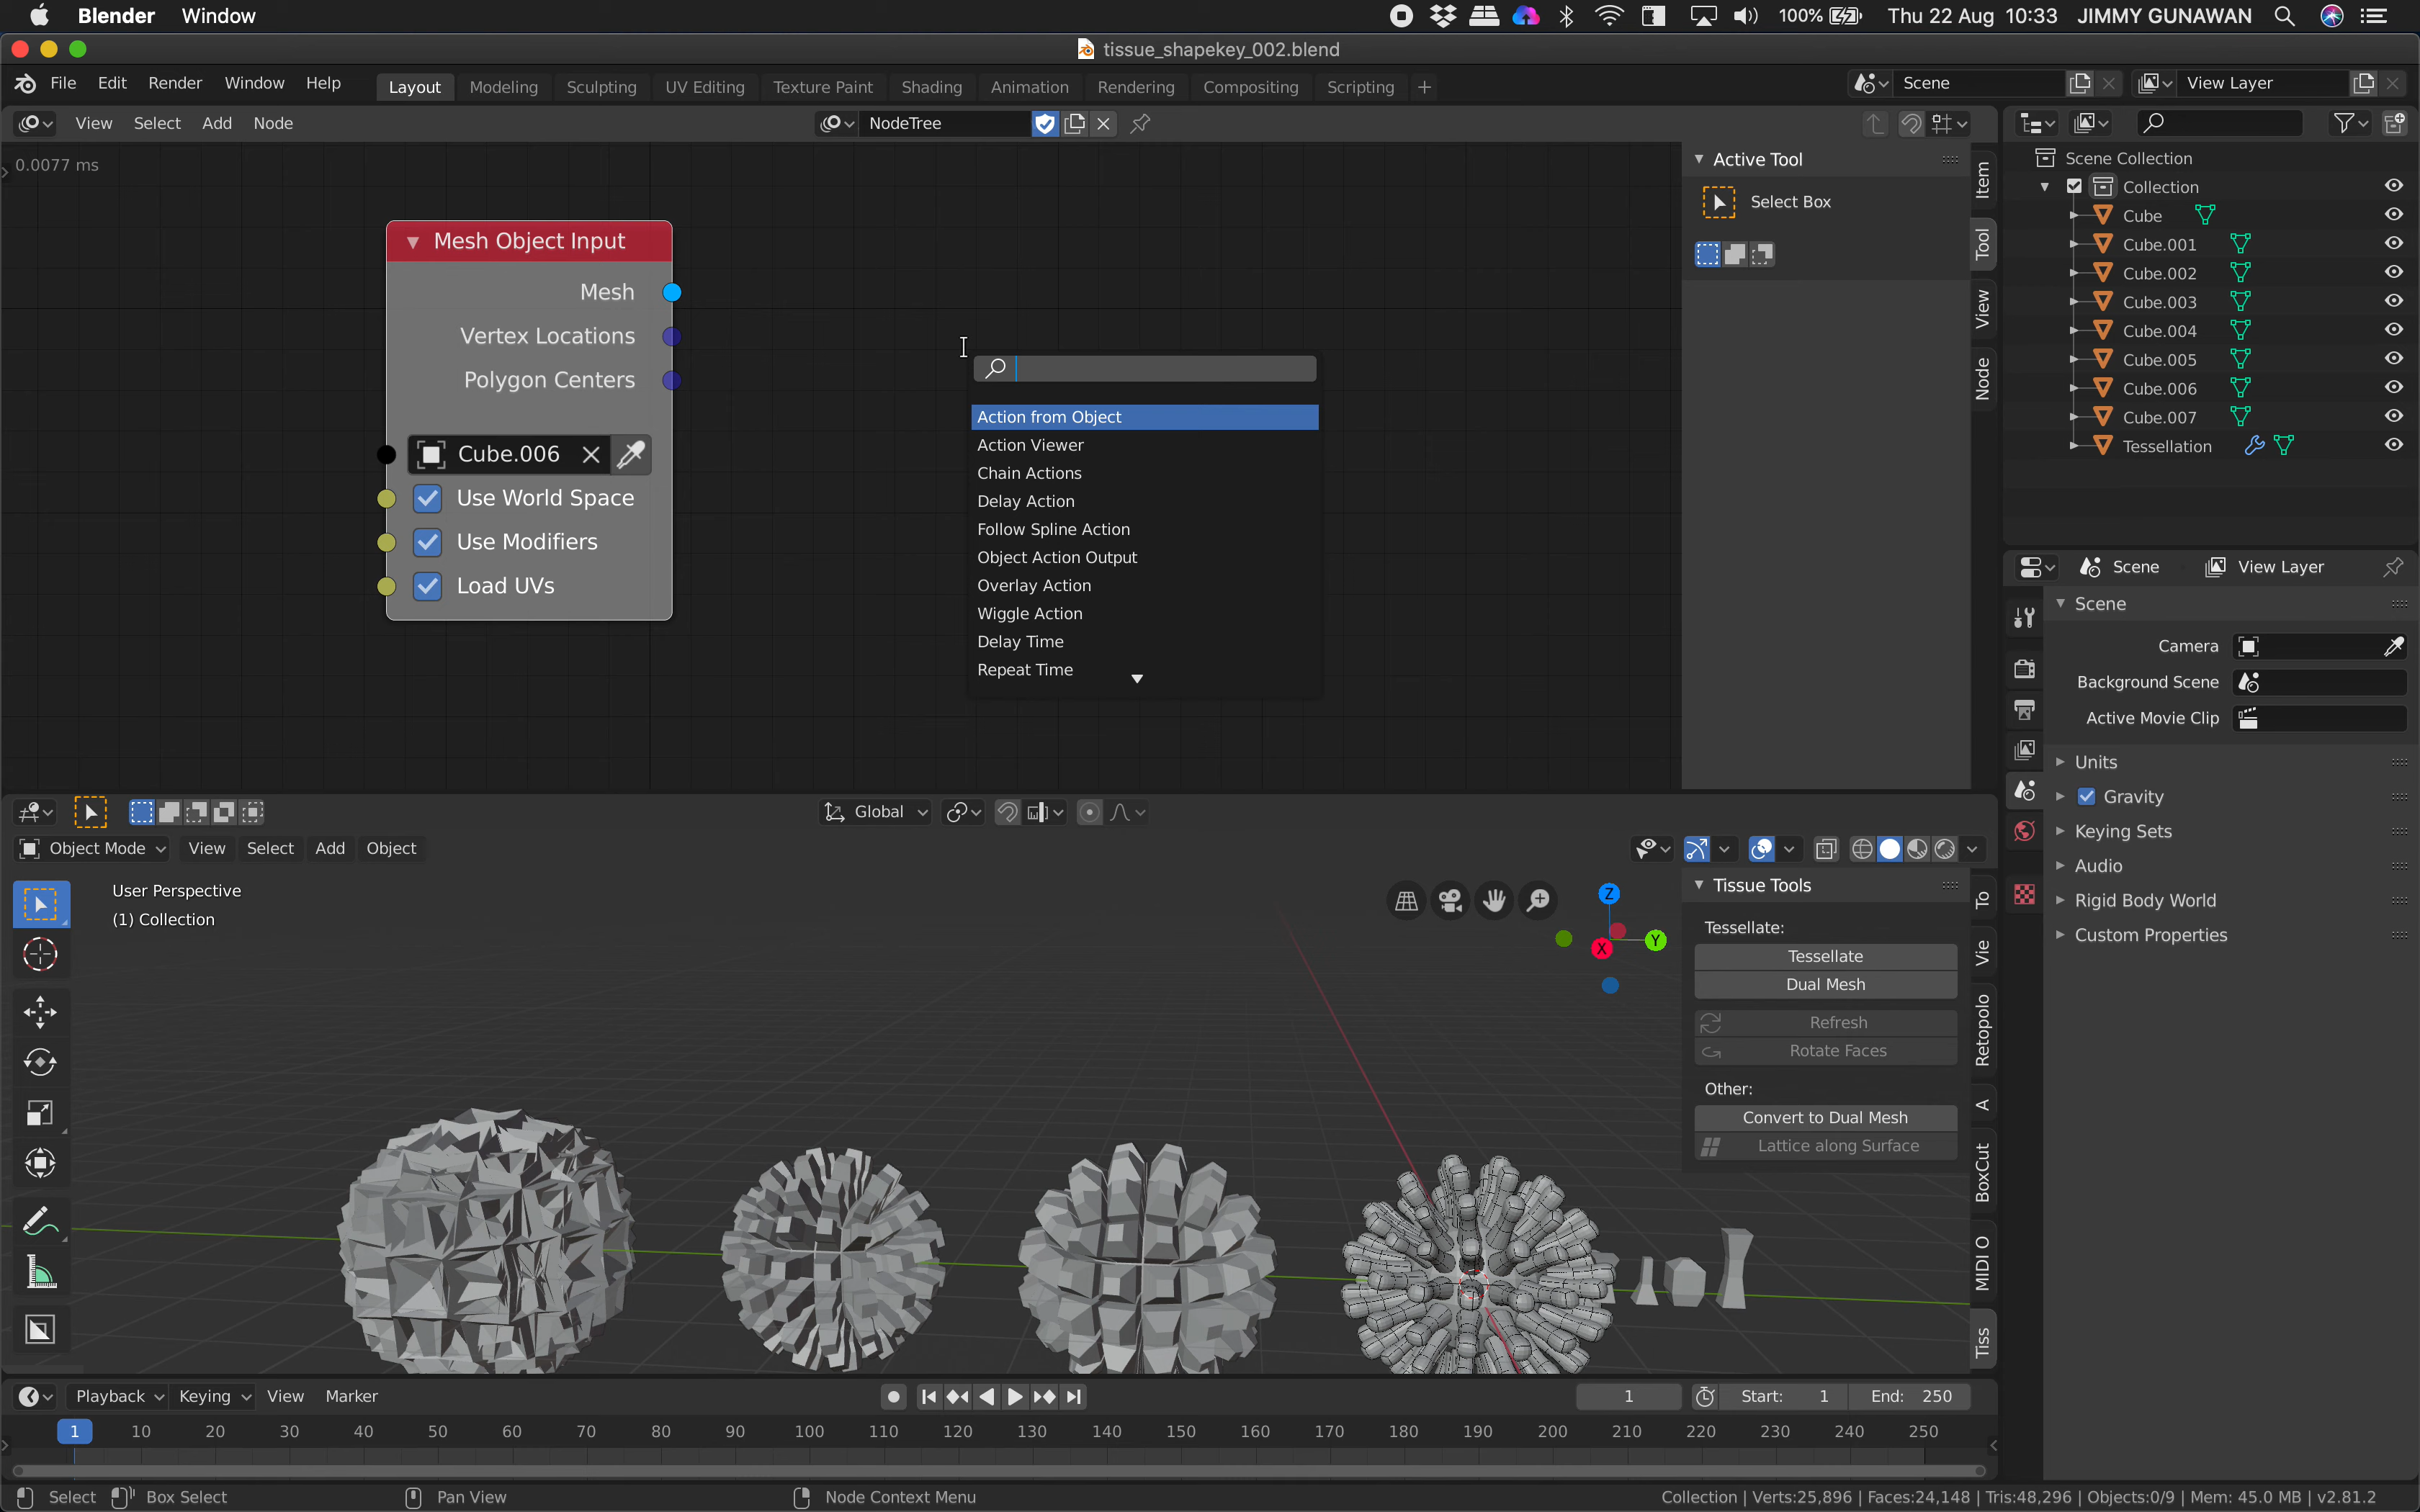 Blender Window 100% Thu 22 Aug 10:33 JIMMY GUNAWAN
tissue_shapekey_002.blend
File Edit Render Window Help Layout Modeling Sculpting UV Editing Texture Paint Shading Animation Rendering Compositing Scripting + Scene View Layer
View Select Add Node NodeTree
0.0077 ms
Mesh Object Input
Mesh
Vertex Locations
Polygon Centers
Cube.006
Use World Space
Use Modifiers
Load UVs
Action from Object
Action Viewer
Chain Actions
Delay Action
Follow Spline Action
Object Action Output
Overlay Action
Wiggle Action
Delay Time
Repeat Time
Active Tool
Select Box
Item
Tool
View
Node
Scene Collection
Collection
Cube
Cube.001
Cube.002
Cube.003
Cube.004
Cube.005
Cube.006
Cube.007
Tessellation
Scene View Layer
Scene
Camera
Background Scene
Active Movie Clip
Units
Gravity
Keying Sets
Audio
Rigid Body World
Custom Properties
Global
Object Mode View Select Add Object
User Perspective
(1) Collection
Z
Y
X
Tissue Tools
Tessellate:
Tessellate
Dual Mesh
Refresh
Rotate Faces
Other:
Convert to Dual Mesh
Lattice along Surface
To
Vie
Retopolo
A
BoxCut
MIDI O
Tiss
Playback Keying View Marker 1 Start: 1 End: 250
1 10 20 30 40 50 60 70 80 90 100 110 120 130 140 150 160 170 180 190 200 210 220 230 240 250
Select Box Select Pan View Node Context Menu Collection | Verts:25,896 | Faces:24,148 | Tris:48,296 | Objects:0/9 | Mem: 45.0 MB | v2.81.2